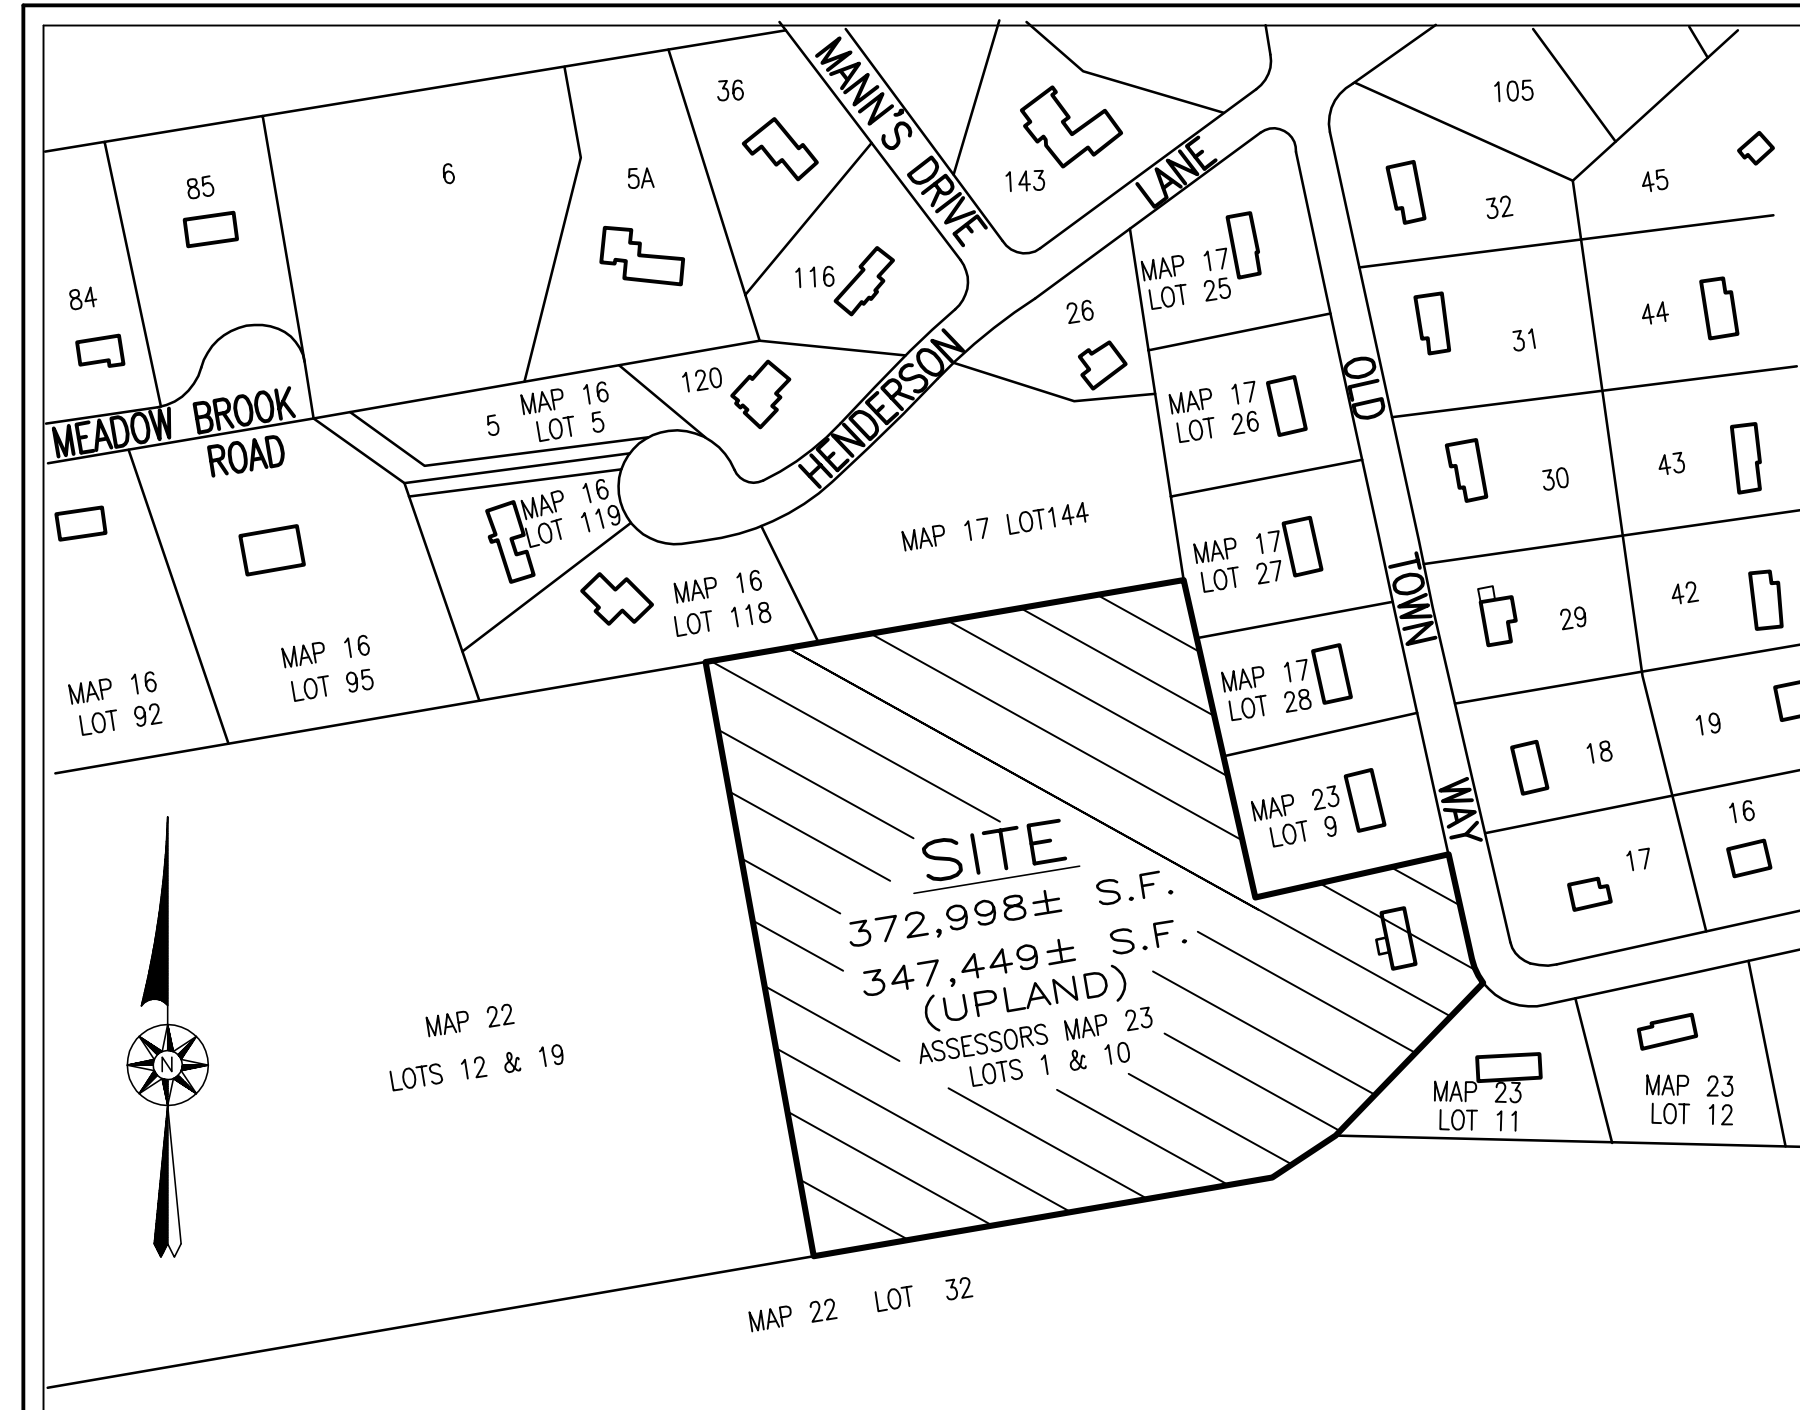 MANN'S DRIVE
36
105
85
6
5A
143
LANE
45
32
84
116
26
MAP 17
LOT 25
44
31
HENDERSON
OLD
120
MAP 16
LOT 5
5
MAP 17
LOT 26
MEADOW BROOK
ROAD
30
43
MAP 16
LOT 119
MAP 17 LOT144
MAP 17
LOT 27
TOWN
MAP 16
LOT 118
42
29
MAP 16
LOT 95
MAP 16
LOT 92
MAP 17
LOT 28
19
18
WAY
MAP 23
LOT 9
16
17
SITE
372,998± S.F.
347,449± S.F.
(UPLAND)
ASSESSORS MAP 23
LOTS 1 & 10
MAP 22
LOTS 12 & 19
N
MAP 23
LOT 11
MAP 23
LOT 12
MAP 22 LOT 32